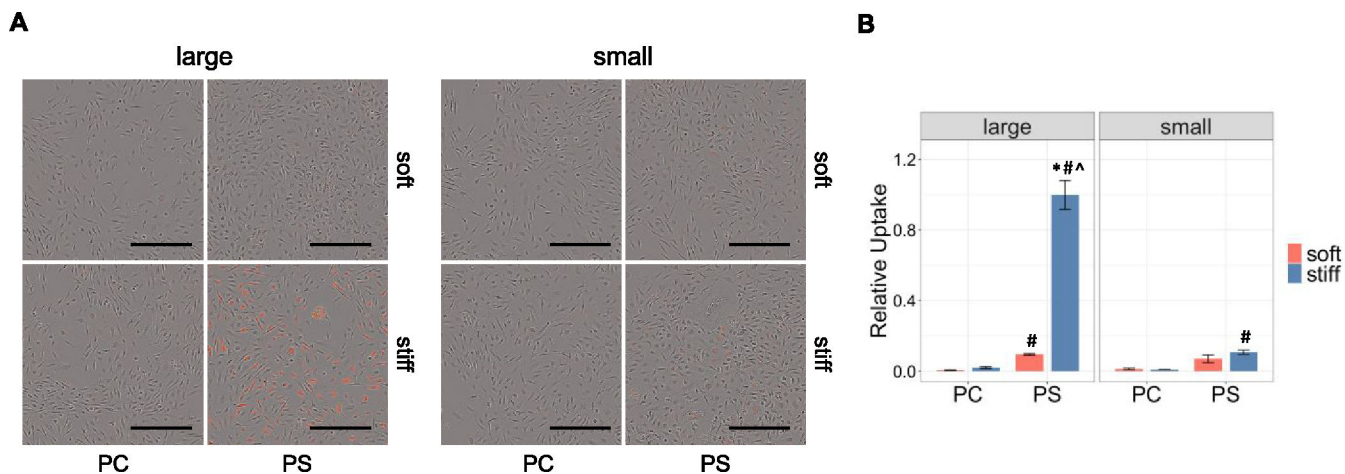 A
large
small
soft
soft
stiff
stiff
PC
PS
PC
PS
B
large
small
Relative Uptake
1.2
0.8
0.4
0.0
*#^
#
#
PC
PS
PC
PS
soft
stiff